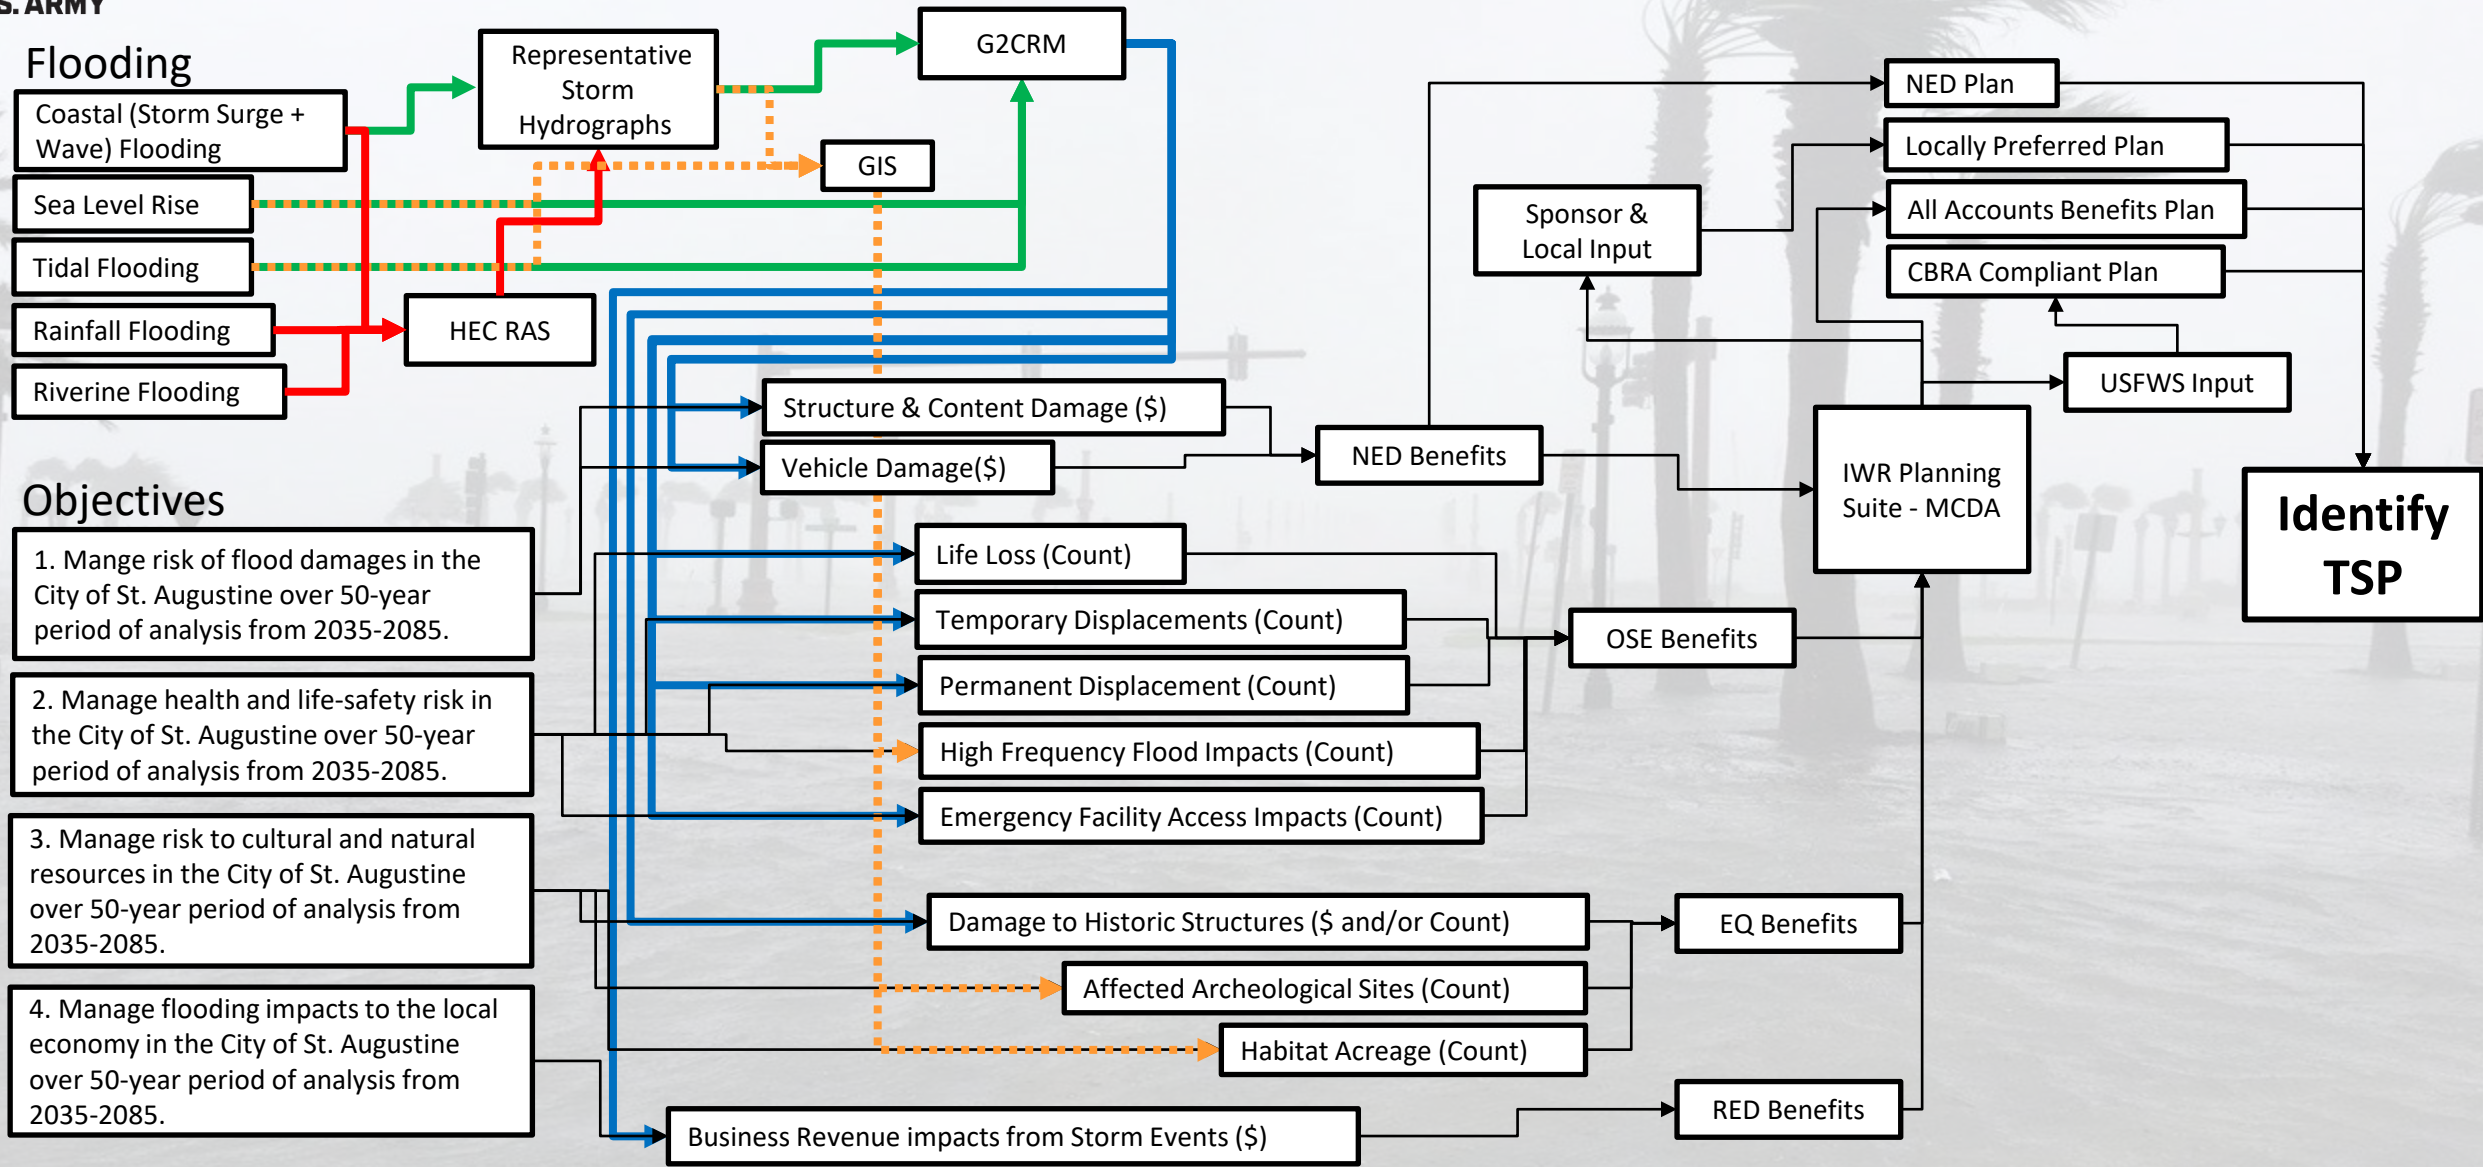 S. ARMY
Flooding
Coastal (Storm Surge +
Wave) Flooding
Sea Level Rise
Tidal Flooding
Rainfall Flooding
Riverine Flooding
Representative
Storm
Hydrographs
G2CRM
GIS
HEC RAS
Objectives
1. Mange risk of flood damages in the
City of St. Augustine over 50-year
period of analysis from 2035-2085.
2. Manage health and life-safety risk in
the City of St. Augustine over 50-year
period of analysis from 2035-2085.
3. Manage risk to cultural and natural
resources in the City of St. Augustine
over 50-year period of analysis from
2035-2085.
4. Manage flooding impacts to the local
economy in the City of St. Augustine
over 50-year period of analysis from
2035-2085.
Structure & Content Damage ($)
Vehicle Damage($)
Life Loss (Count)
Temporary Displacements (Count)
Permanent Displacement (Count)
High Frequency Flood Impacts (Count)
Emergency Facility Access Impacts (Count)
Damage to Historic Structures ($ and/or Count)
Affected Archeological Sites (Count)
Habitat Acreage (Count)
Business Revenue impacts from Storm Events ($)
NED Benefits
OSE Benefits
EQ Benefits
RED Benefits
Sponsor &
Local Input
IWR Planning
Suite - MCDA
USFWS Input
NED Plan
Locally Preferred Plan
All Accounts Benefits Plan
CBRA Compliant Plan
Identify
TSP